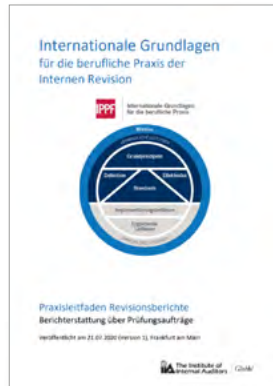 Internationale Grundlagen
für die berufliche Praxis der
Internen Revision
IPPF
Internationale Grundlagen
für die berufliche Praxis
Mission
Grundprinzipien
Definition
Ethikkodex
Standards
Implementierungsleitlinien
Ergänzende
Leitlinien
Praxisleitfaden Revisionsberichte
Berichterstattung über Prüfungsaufträge
Veröffentlicht am 21.07.2020 (Version 1), Frankfurt am Main
The Institute of
Internal Auditors